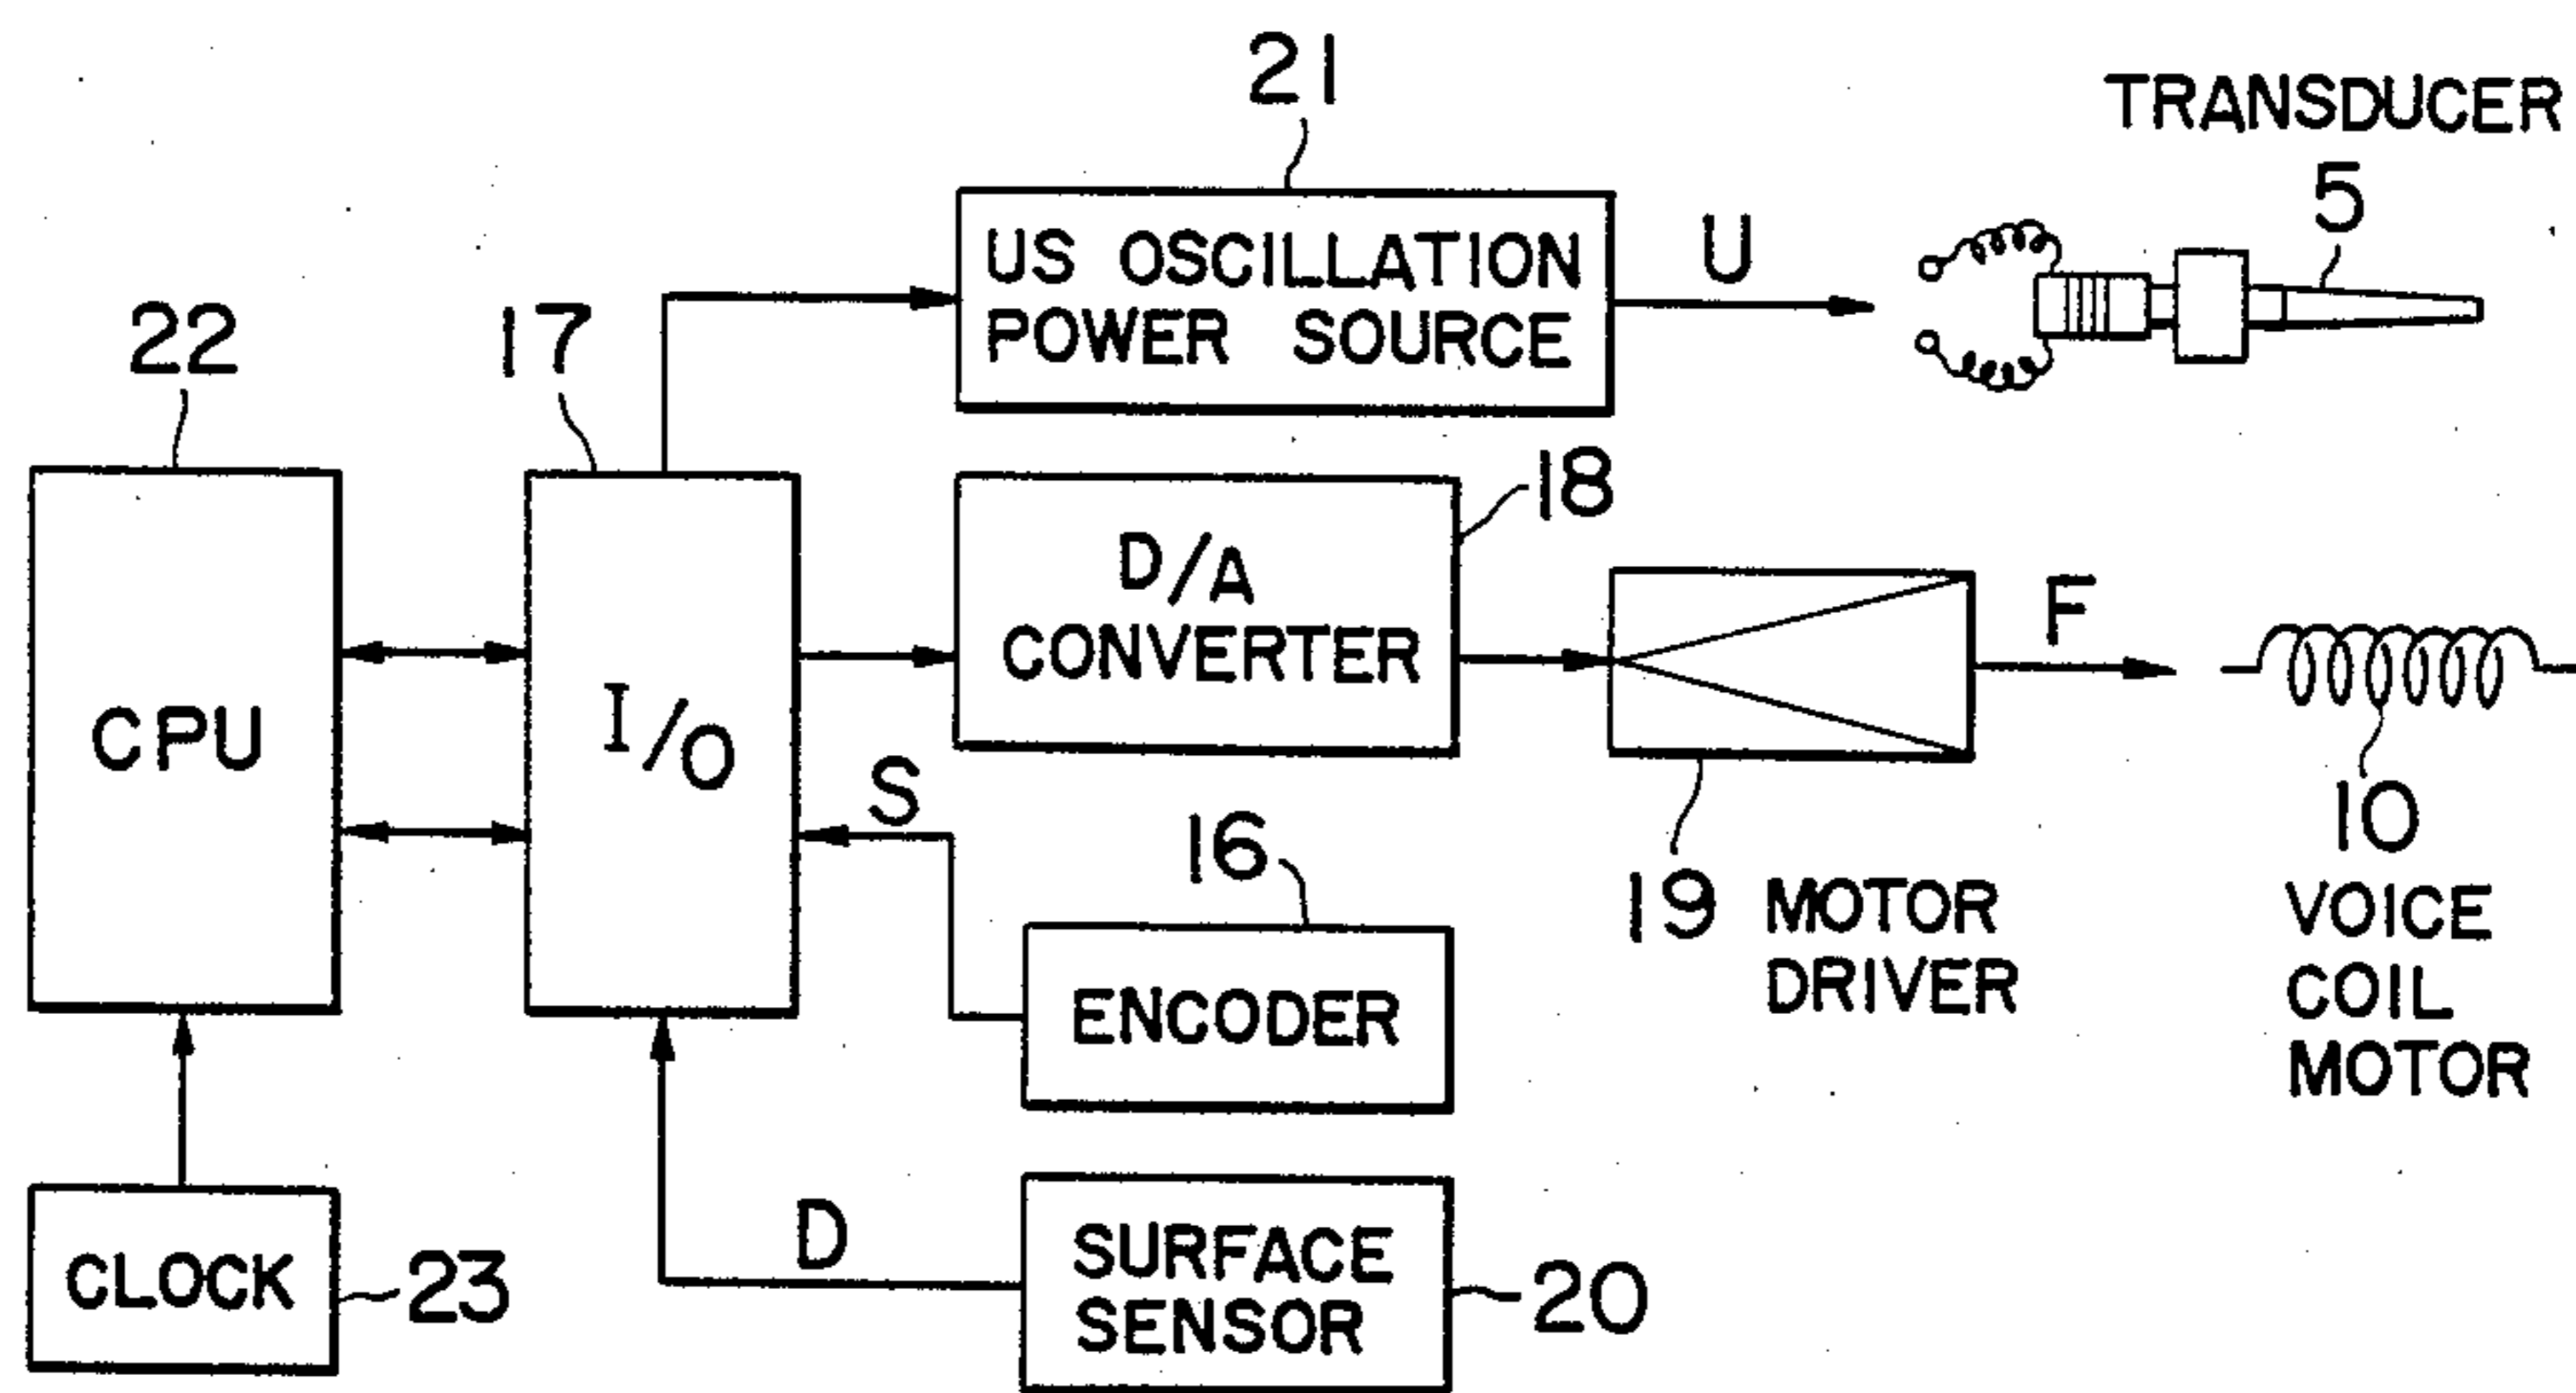 21
TRANSDUCER
5
US OSCILLATION
POWER SOURCE
U
22
17
18
CPU
I/O
D/A
CONVERTER
F
S
16
10
19 MOTOR
DRIVER
VOICE
COIL
MOTOR
ENCODER
CLOCK
23
D
SURFACE
SENSOR
20